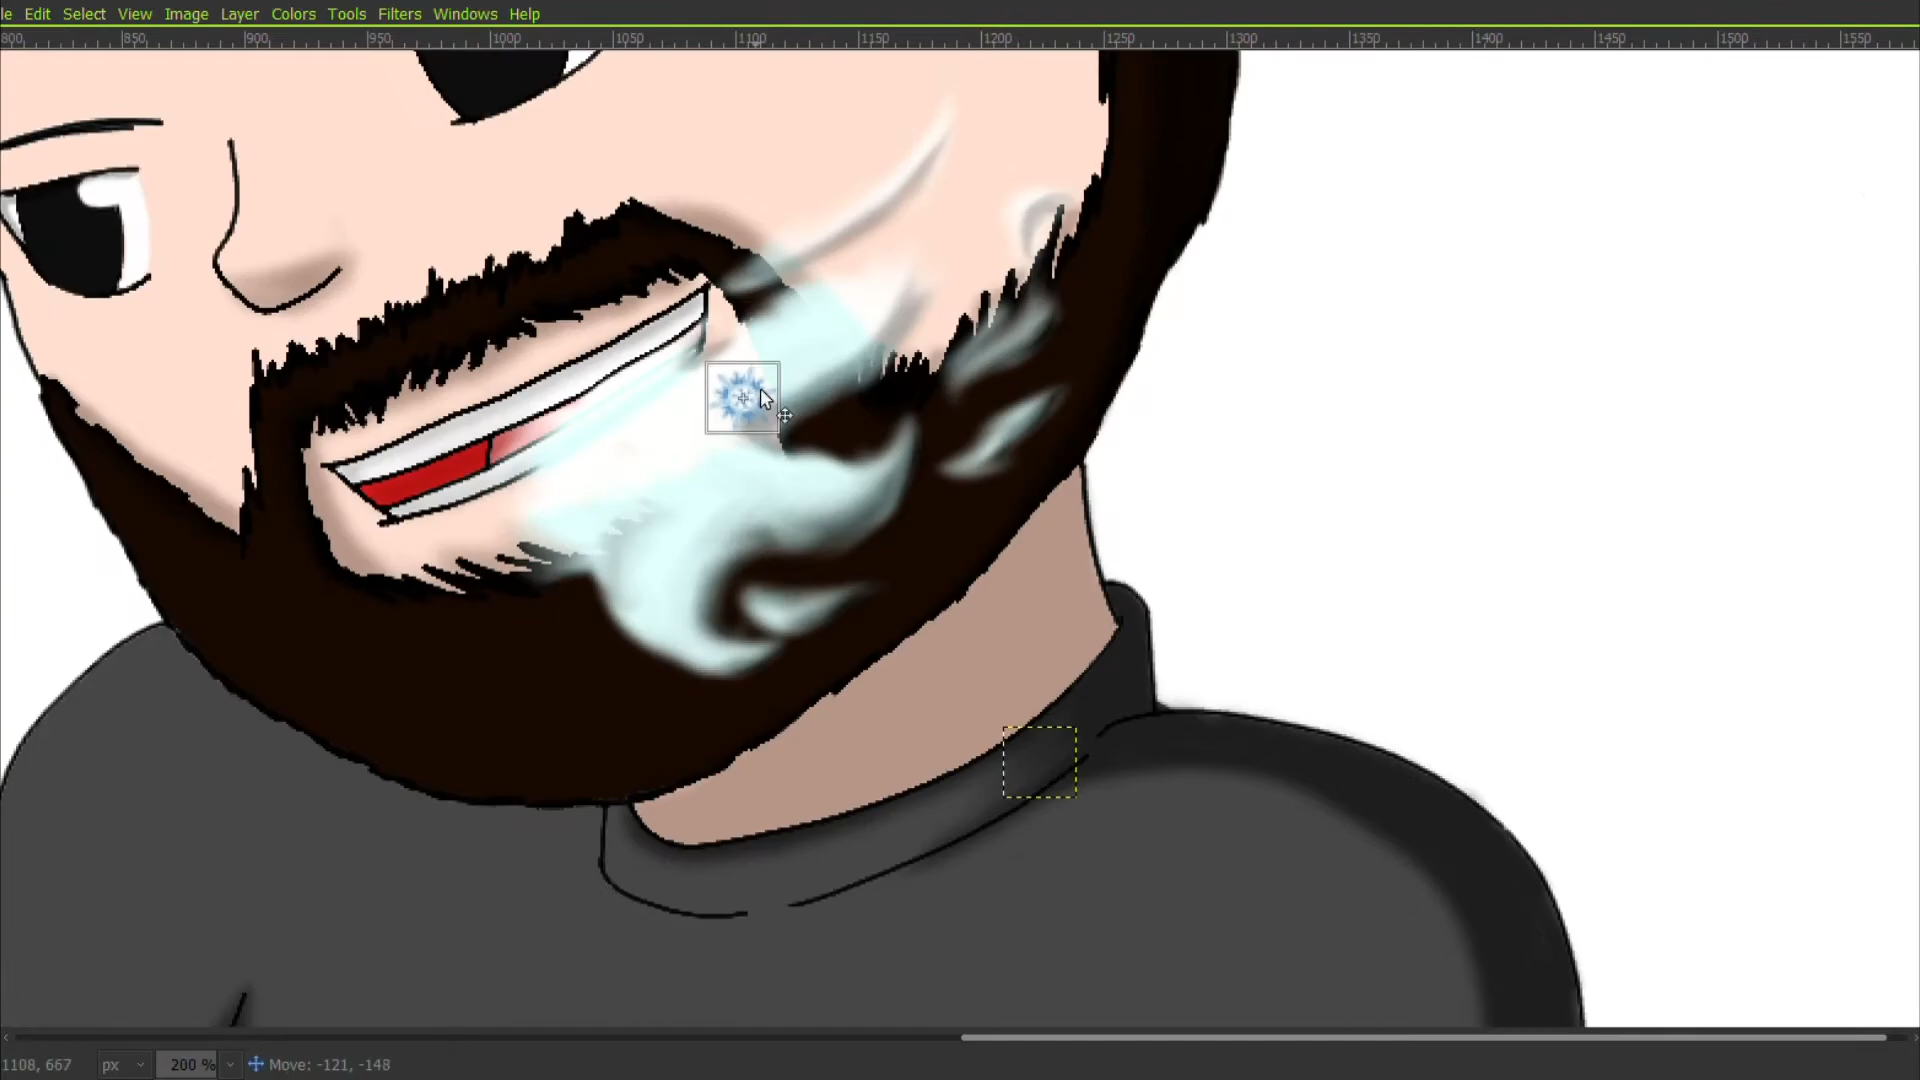 le Edit Select View Image Layer Colors Tools Filters Windows Help
800 850 900 950 1000 1050 1100 1150 1200 1250 1300 1350 1400 1450 1500 1550
1108, 667 px 200 % Move: -121, -148